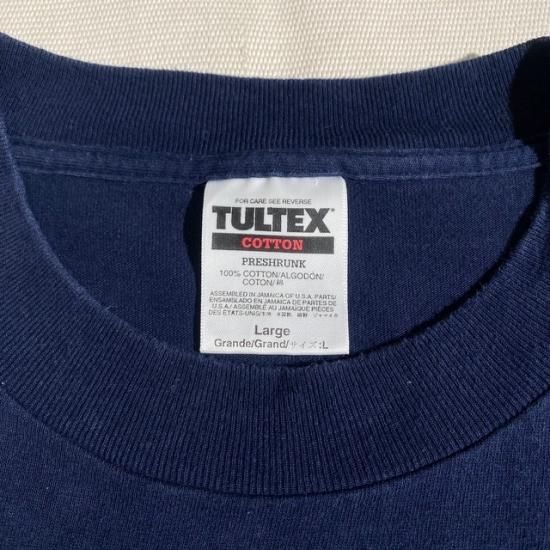 FOR CARE SEE REVERSE
TULTEX®
COTTON
PRESHRUNK
100% COTTON/ALGODÓN/
COTON/綿
ASSEMBLED IN JAMAICA OF U.S.A. PARTS/
ENSAMBLADO EN JAMAICA DE PARTES DE
U.S.A./ASSEMBLÉ AU JAMAÏQUE PIÈCES
DES ÉTATS-UNIS/
Large
Grande/Grand/サイズ:L